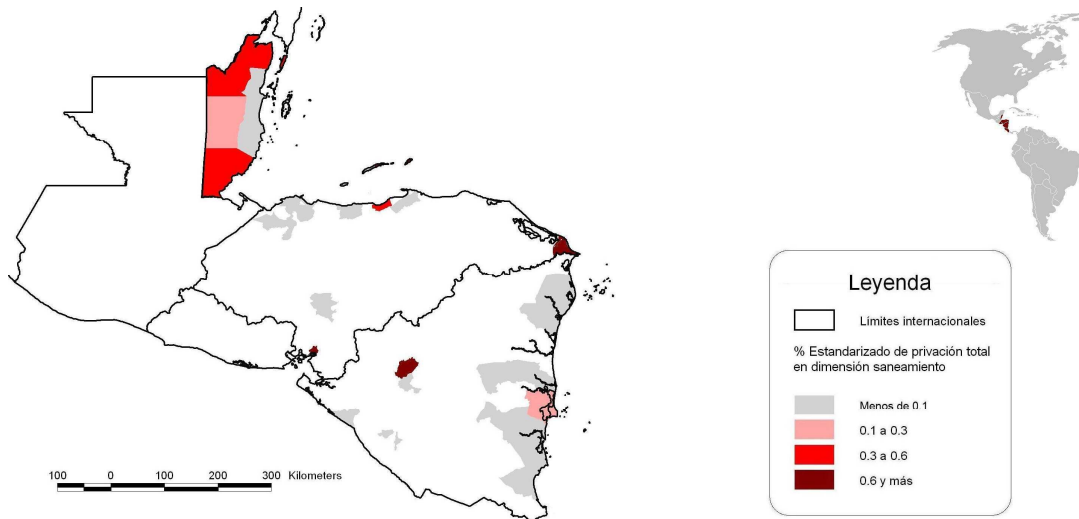 Leyenda
Límites internacionales
% Estandarizado de privación total
en dimensión saneamiento
Menos de 0.1
0.1 a 0.3
0.3 a 0.6
0.6 y más
100 0 100 200 300 Kilometers